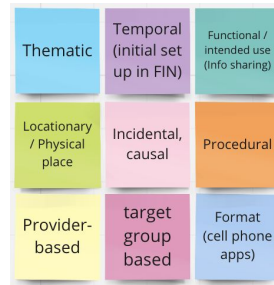 Thematic
Temporal
(initial set
up in FIN)
Functional /
intended use
(Info sharing)
Locationary
/ Physical
place
Incidental,
causal
Procedural
Provider-
based
target
group
based
Format
(cell phone
apps)